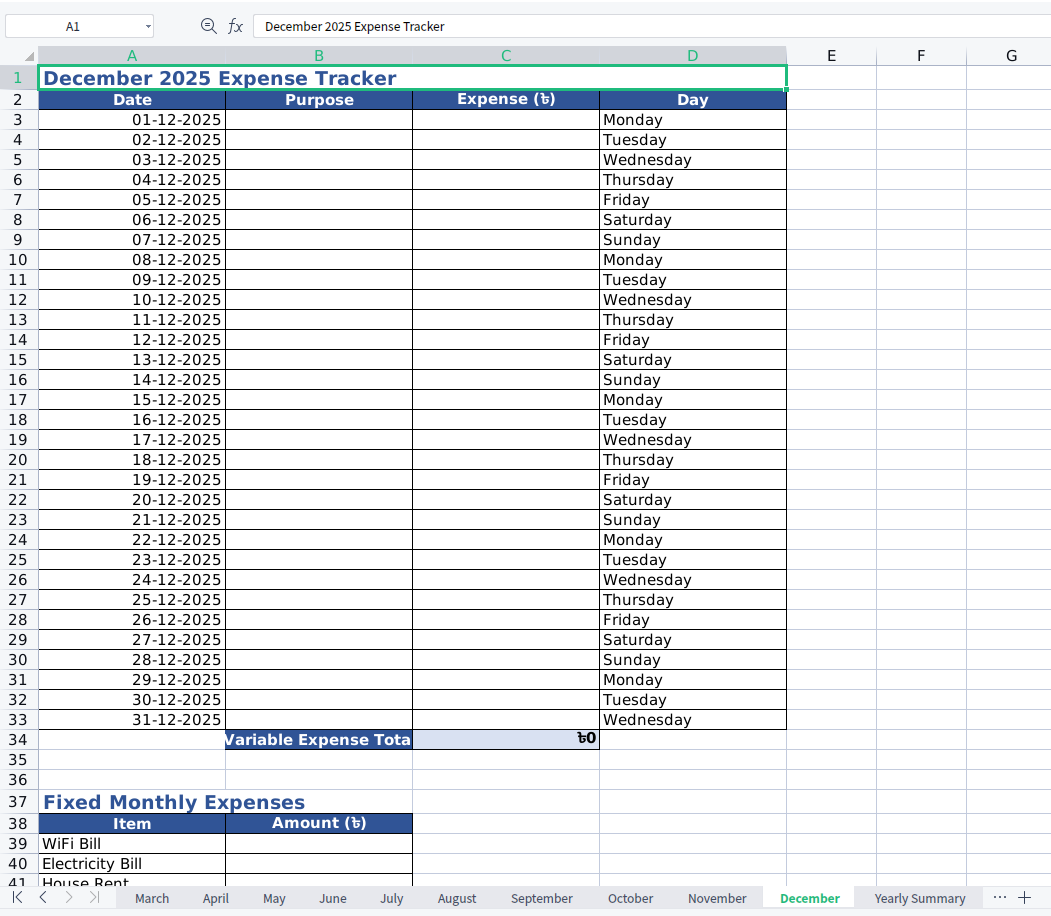 A1 fx December 2025 Expense Tracker
A B C D E F G
1 December 2025 Expense Tracker
2 Date Purpose Expense (৳) Day
3 01-12-2025 Monday
4 02-12-2025 Tuesday
5 03-12-2025 Wednesday
6 04-12-2025 Thursday
7 05-12-2025 Friday
8 06-12-2025 Saturday
9 07-12-2025 Sunday
10 08-12-2025 Monday
11 09-12-2025 Tuesday
12 10-12-2025 Wednesday
13 11-12-2025 Thursday
14 12-12-2025 Friday
15 13-12-2025 Saturday
16 14-12-2025 Sunday
17 15-12-2025 Monday
18 16-12-2025 Tuesday
19 17-12-2025 Wednesday
20 18-12-2025 Thursday
21 19-12-2025 Friday
22 20-12-2025 Saturday
23 21-12-2025 Sunday
24 22-12-2025 Monday
25 23-12-2025 Tuesday
26 24-12-2025 Wednesday
27 25-12-2025 Thursday
28 26-12-2025 Friday
29 27-12-2025 Saturday
30 28-12-2025 Sunday
31 29-12-2025 Monday
32 30-12-2025 Tuesday
33 31-12-2025 Wednesday
34 Variable Expense Tota ৳0
35
36
37 Fixed Monthly Expenses
38 Item Amount (৳)
39 WiFi Bill
40 Electricity Bill
41 House Rent
March April May June July August September October November December Yearly Summary ... +